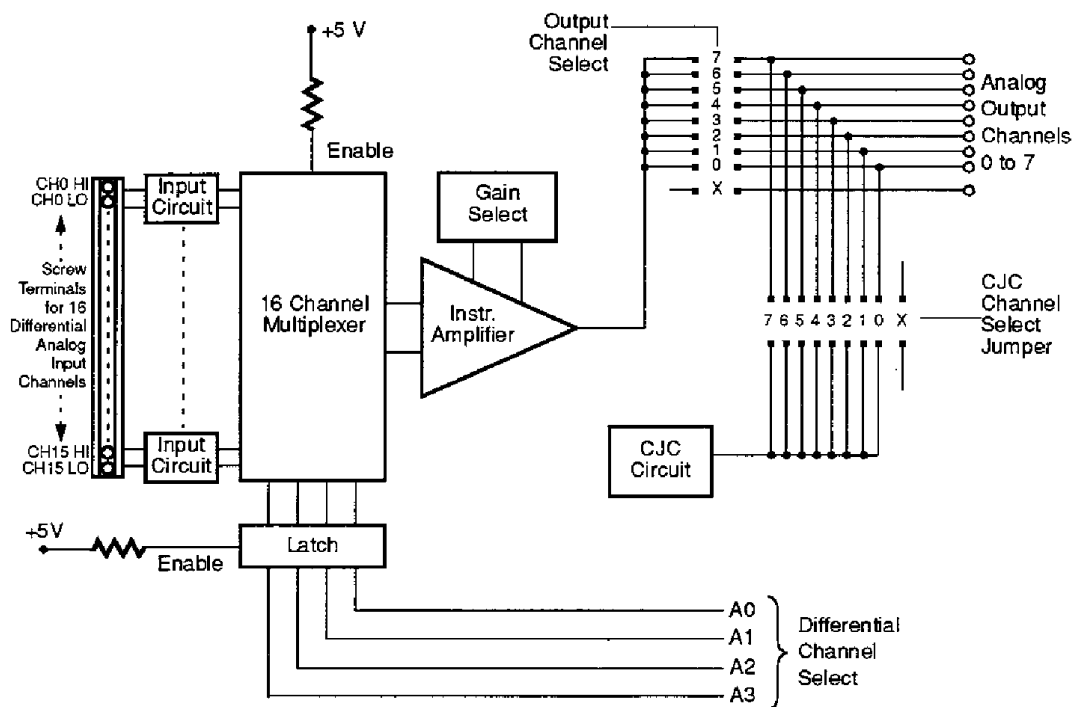 +5 V
Enable
Output
Channel
Select
7
6
5
4
3
2
1
0
X
Analog
Output
Channels
0 to 7
CH0 HI
CH0 LO
Input
Circuit
Screw
Terminals
for 16
Differential
Analog
Input
Channels
CH15 HI
CH15 LO
Input
Circuit
16 Channel
Multiplexer
Gain
Select
Instr.
Amplifier
7 6 5 4 3 2 1 0 X
CJC
Channel
Select
Jumper
CJC
Circuit
+5 V
Enable
Latch
A0
A1
A2
A3
Differential
Channel
Select